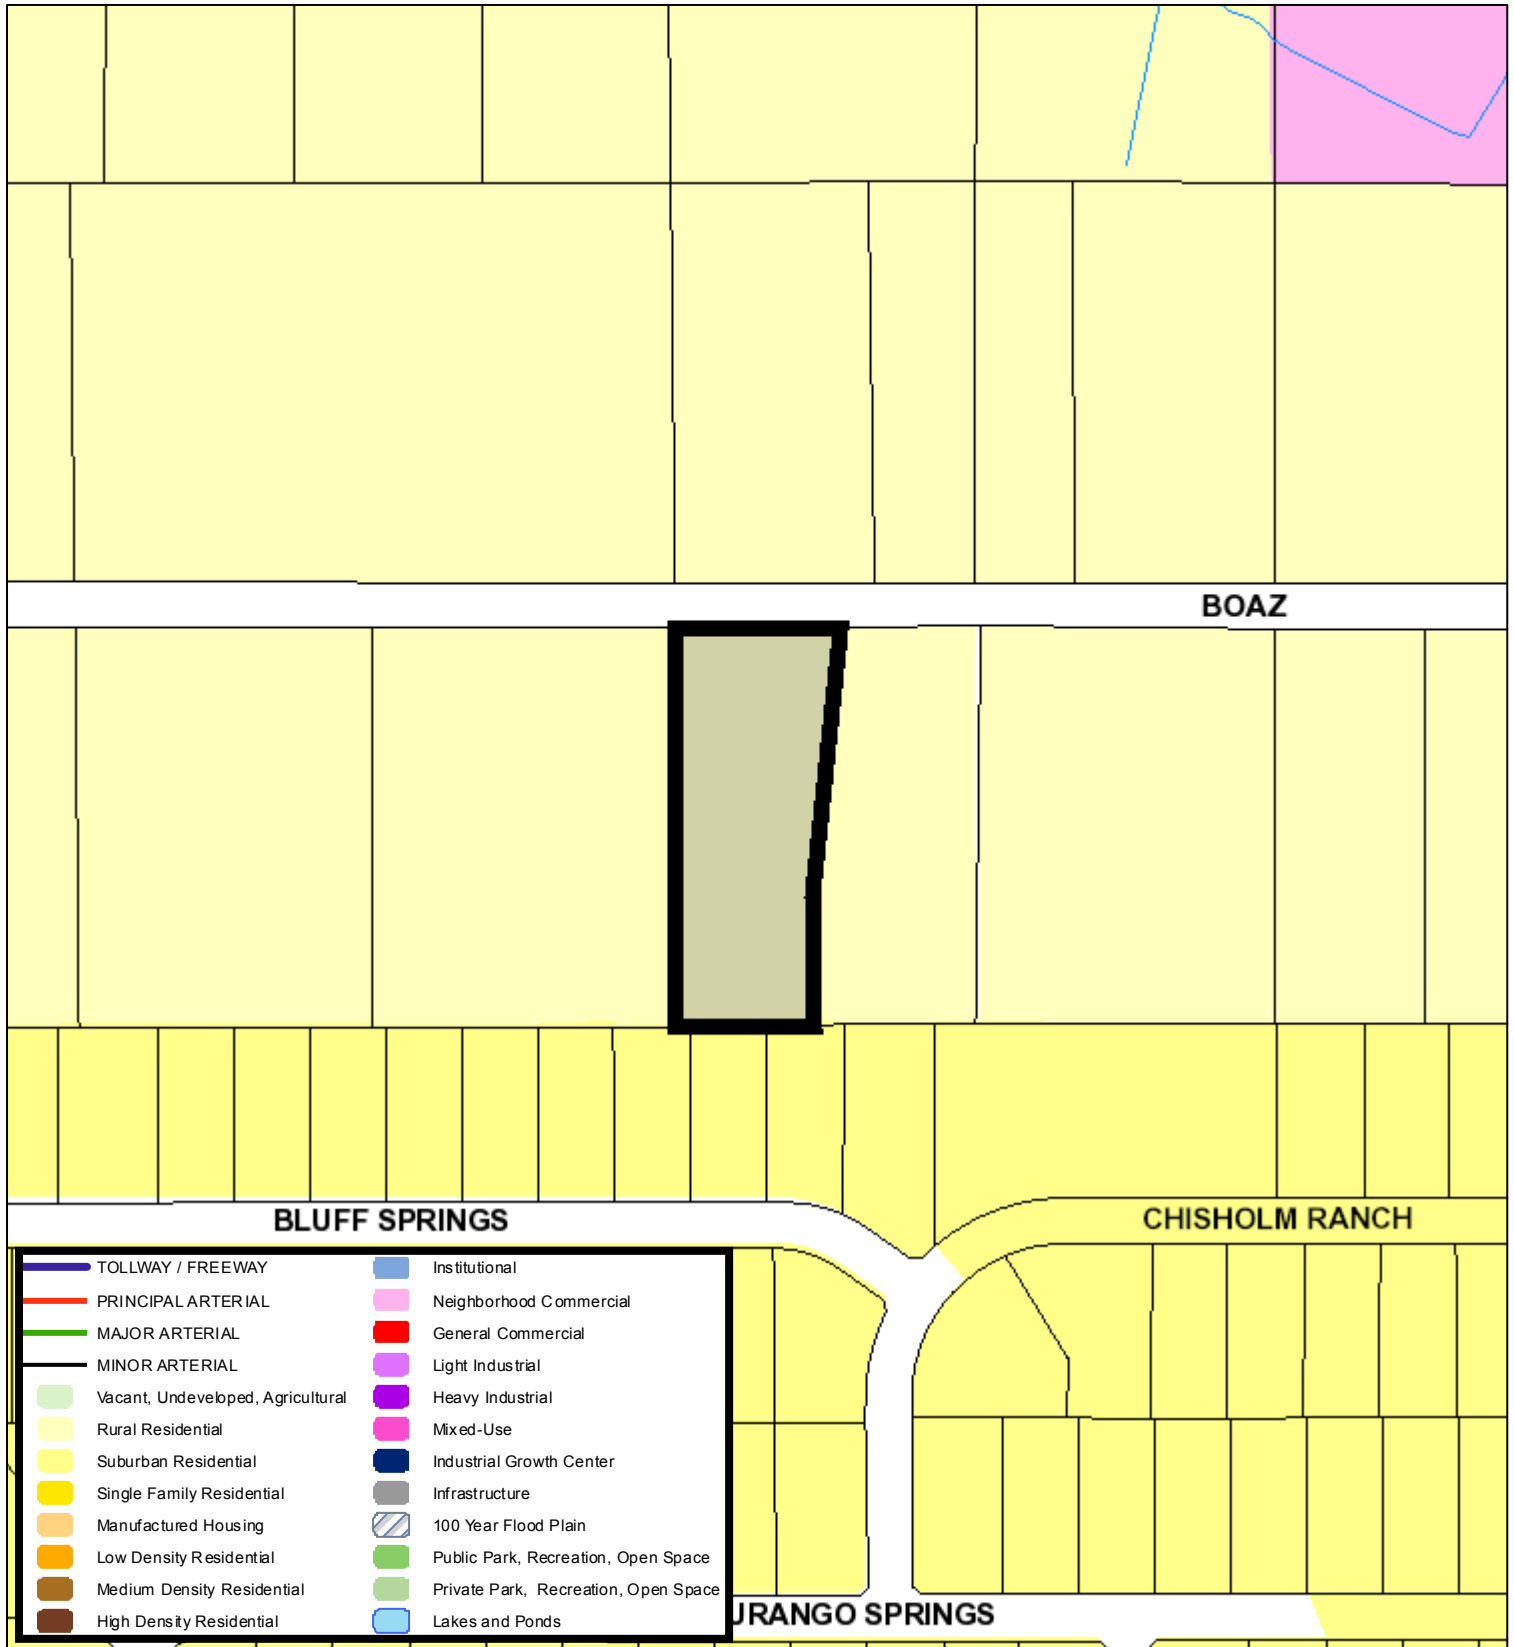 BOAZ
BLUFF SPRINGS
CHISHOLM RANCH
TOLLWAY / FREEWAY
PRINCIPAL ARTERIAL
MAJOR ARTERIAL
MINOR ARTERIAL
Vacant, Undeveloped, Agricultural
Rural Residential
Suburban Residential
Single Family Residential
Manufactured Housing
Low Density Residential
Medium Density Residential
High Density Residential
Institutional
Neighborhood Commercial
General Commercial
Light Industrial
Heavy Industrial
Mixed-Use
Industrial Growth Center
Infrastructure
100 Year Flood Plain
Public Park, Recreation, Open Space
Private Park, Recreation, Open Space
Lakes and Ponds
URANGO SPRINGS